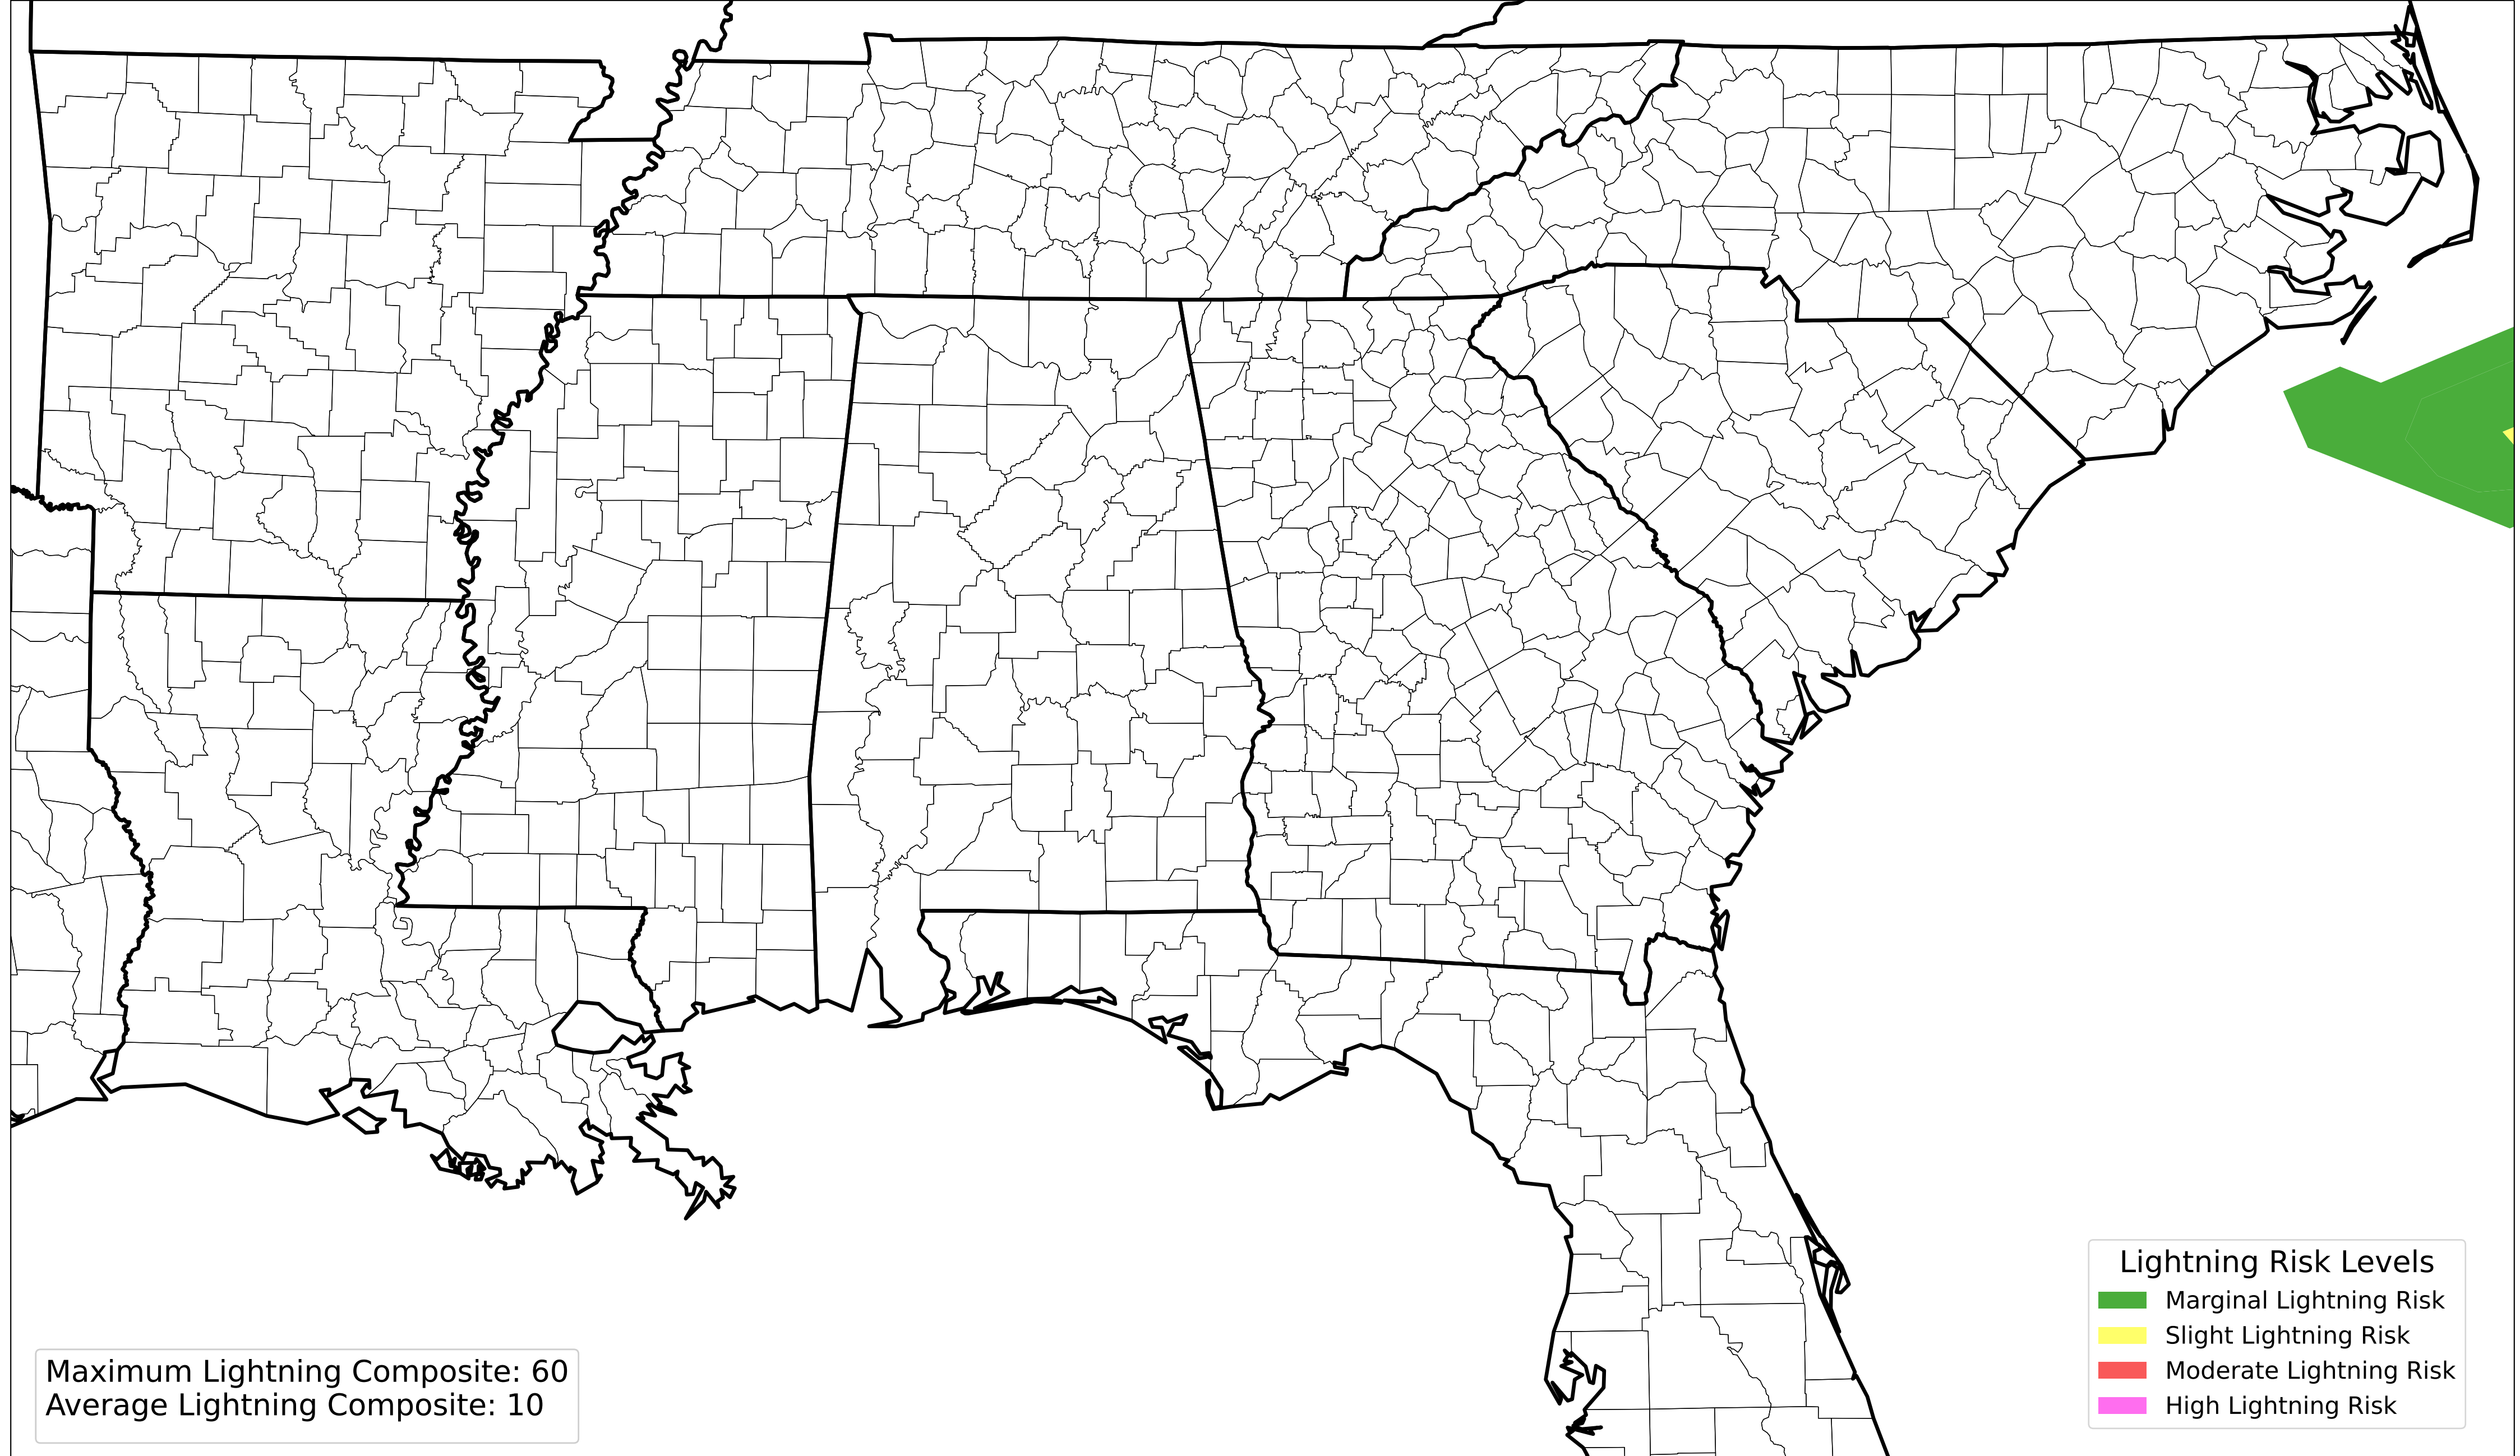 Lightning Risk Levels
Marginal Lightning Risk
Slight Lightning Risk
Moderate Lightning Risk
High Lightning Risk
Maximum Lightning Composite: 60
Average Lightning Composite: 10